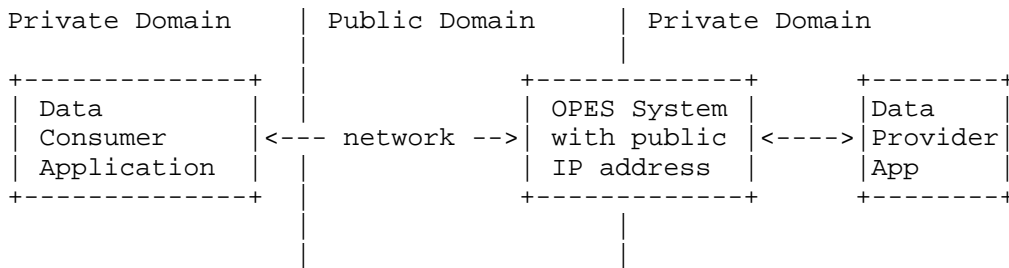 Private Domain | Public Domain | Private Domain
Data | OPES System | Data
Consumer <--- network --> with public <----> Provider
Application | IP address | App